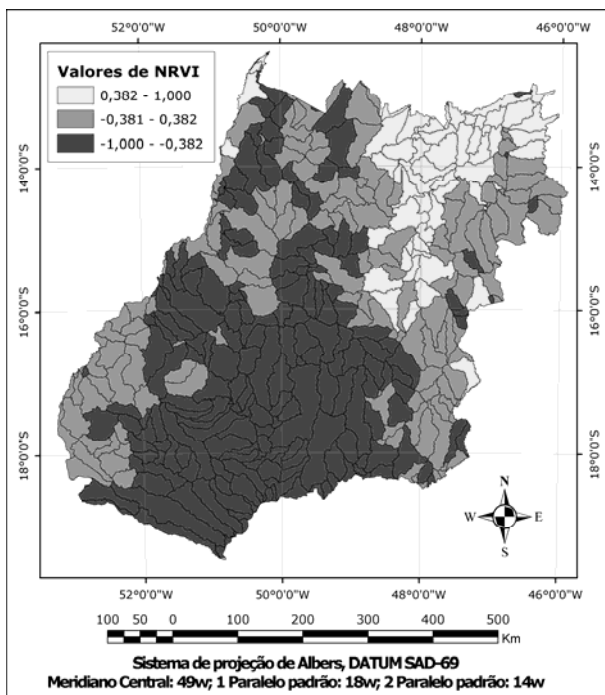 52°0'0"W 50°0'0"W 48°0'0"W 46°0'0"W
Valores de NRVI
0,382 - 1,000
-0,381 - 0,382
-1,000 - -0,382
14°0'0"S 14°0'0"S
16°0'0"S 16°0'0"S
18°0'0"S 18°0'0"S
N
W E
S
52°0'0"W 50°0'0"W 48°0'0"W 46°0'0"W
100 50 0 100 200 300 400 500
Km
Sistema de projeção de Albers, DATUM SAD-69
Meridiano Central: 49w; 1 Paralelo padrão: 18w; 2 Paralelo padrão: 14w